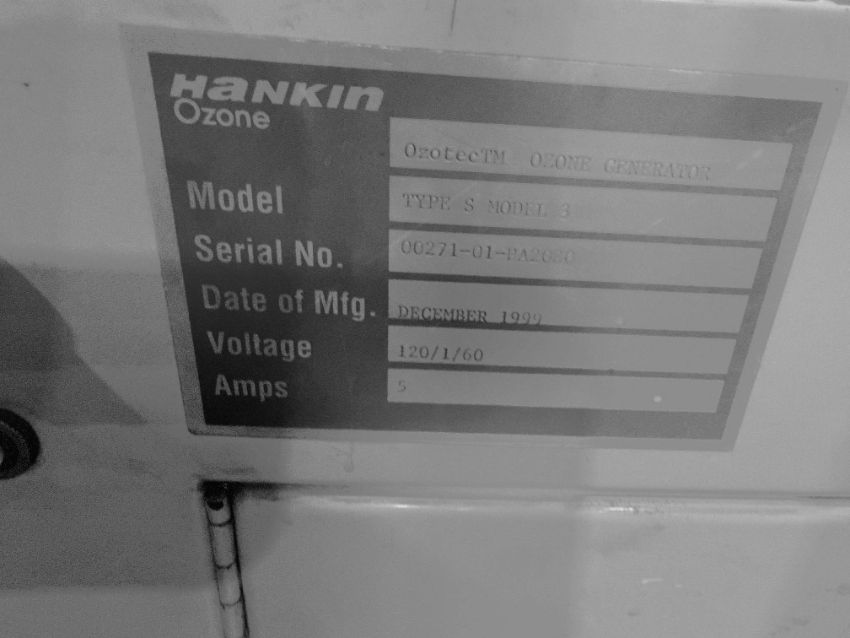 HANKIN
Ozone
OzotecTM OZONE GENERATOR
Model TYPE S MODEL 3
Serial No.
Date of Mfg. DECEMBER 1999
Voltage 120/1/60
Amps 5